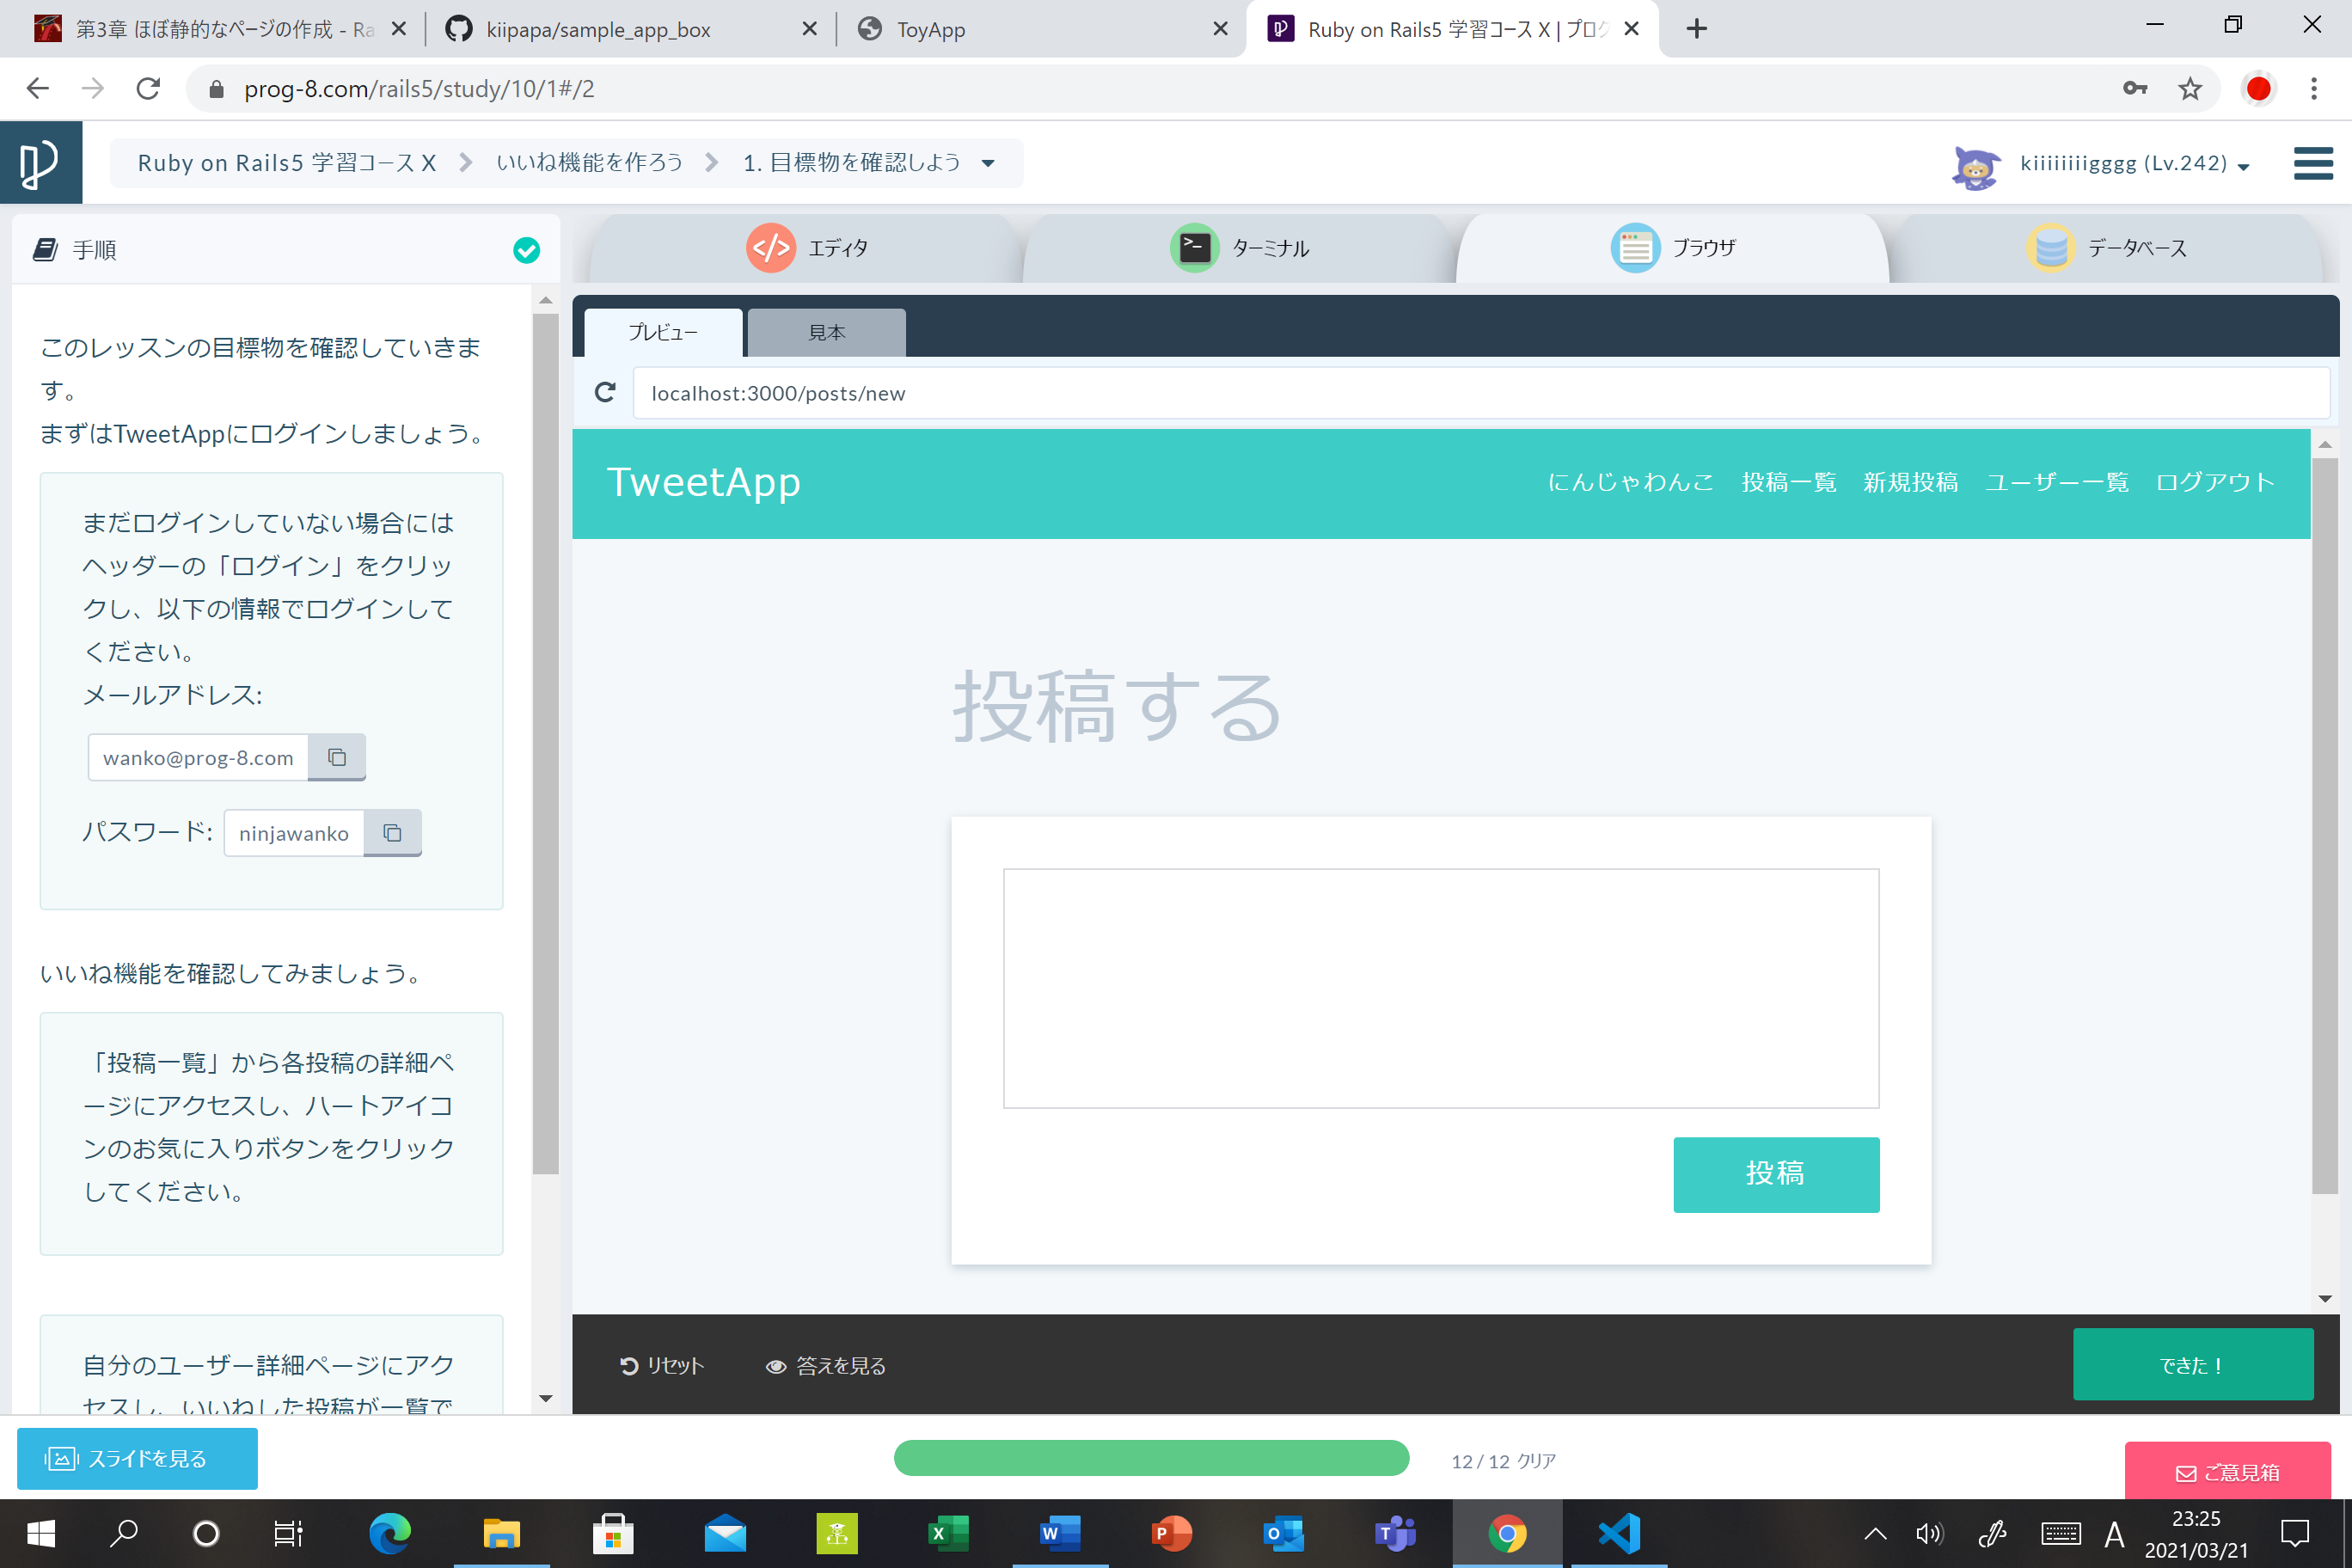 第3章 ほぼ静的なページの作成 - Ra
kiipapa/sample_app_box
ToyApp
Ruby on Rails5 学習コース X | プログ
prog-8.com/rails5/study/10/1#/2
Ruby on Rails5 学習コース X
いいね機能を作ろう
1. 目標物を確認しよう
kiiiiiiigggg (Lv.242)
手順
エディタ
ターミナル
ブラウザ
データベース
このレッスンの目標物を確認していきま
す。
まずはTweetAppにログインしましょう。
まだログインしていない場合には
ヘッダーの「ログイン」をクリッ
クし、以下の情報でログインして
ください。
メールアドレス:
wanko@prog-8.com
パスワード: ninjawanko
いいね機能を確認してみましょう。
「投稿一覧」から各投稿の詳細ペ
ージにアクセスし、ハートアイコ
ンのお気に入りボタンをクリック
してください。
自分のユーザー詳細ページにアク
セスし、いいねした投稿が一覧で
プレビュー
見本
localhost:3000/posts/new
TweetApp
にんじゃわんこ 投稿一覧 新規投稿 ユーザー一覧 ログアウト
投稿する
投稿
リセット
答えを見る
できた！
スライドを見る
12 / 12 クリア
ご意見箱
A
23:25
2021/03/21